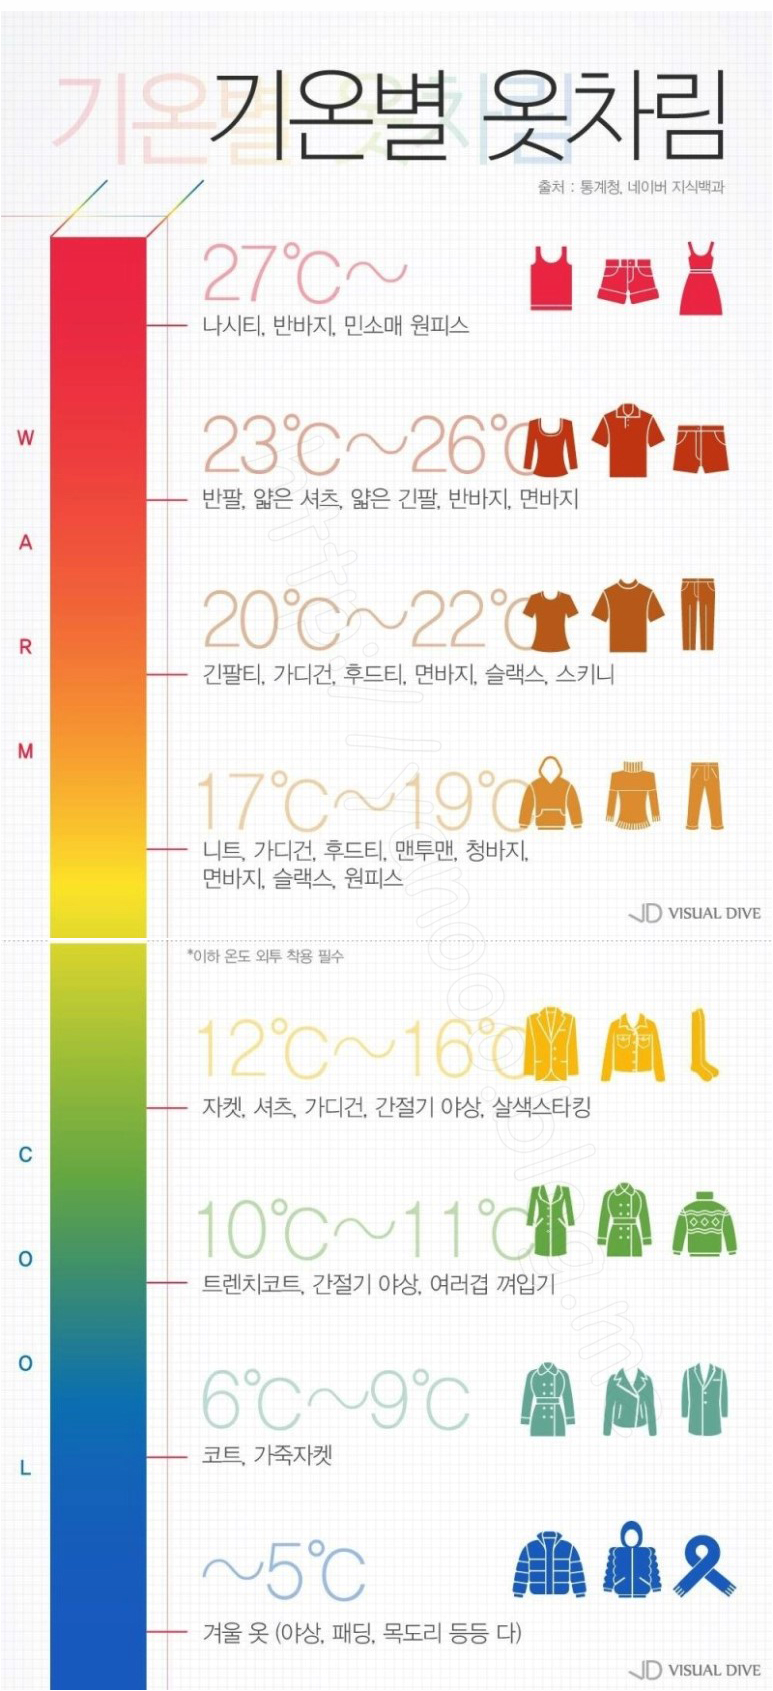 기온별 옷차림
출처 : 통계청, 네이버 지식백과
27℃~
나시티, 반바지, 민소매 원피스
23℃~26℃
반팔, 얇은 셔츠, 얇은 긴팔, 반바지, 면바지
20℃~22℃
긴팔티, 가디건, 후드티, 면바지, 슬랙스, 스키니
17℃~19℃
니트, 가디건, 후드티, 맨투맨, 청바지,
면바지, 슬랙스, 원피스
WARM
VISUAL DIVE
*이하 온도 외투 착용 필수
12℃~16℃
자켓, 셔츠, 가디건, 간절기 야상, 살색스타킹
10℃~11℃
트렌치코트, 간절기 야상, 여러겹 껴입기
6℃~9℃
코트, 가죽자켓
~5℃
겨울 옷 (야상, 패딩, 목도리 등등 다)
COOL
VISUAL DIVE